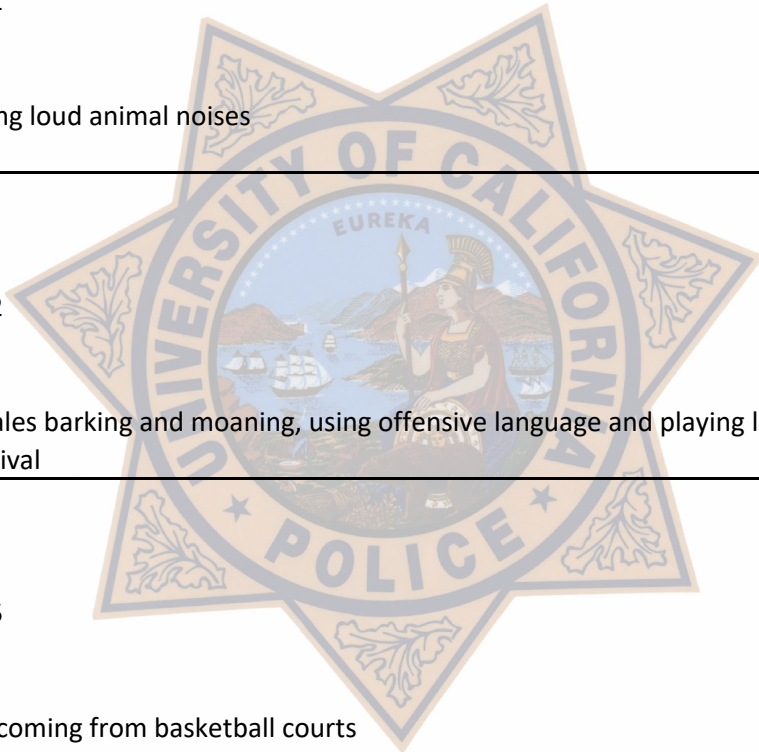 ng loud animal noises
UNIVERSITY OF CALIFORNIA
EUREKA
2
ales barking and moaning, using offensive language and playing l
ival
POLICE
coming from basketball courts